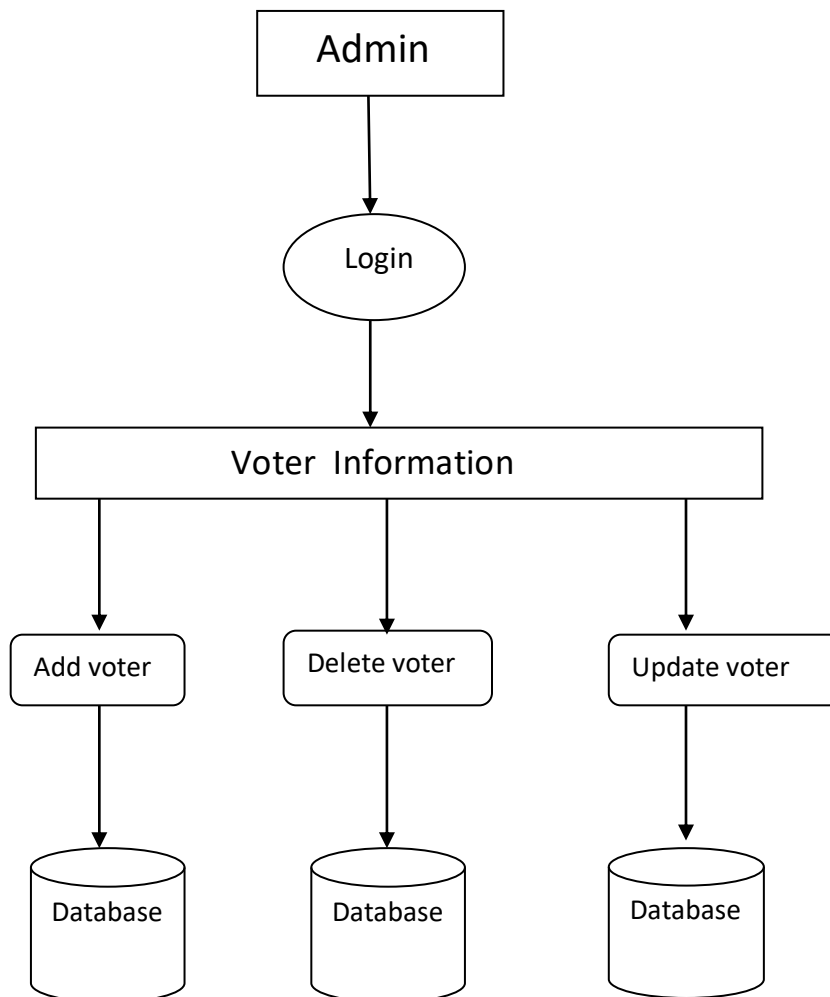 Admin
Login
Voter Information
Add voter
Delete voter
Update voter
Database
Database
Database